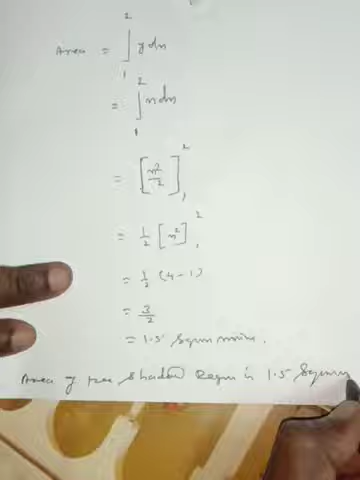 Area = ∫₁² y dx
= ∫₁² x dx
= [x²/2]₁²
= 1/2 [x²]₁²
= 1/2 (4-1)
= 3/2
= 1.5 Square units.
Area of the shaded Region is 1.5 Square